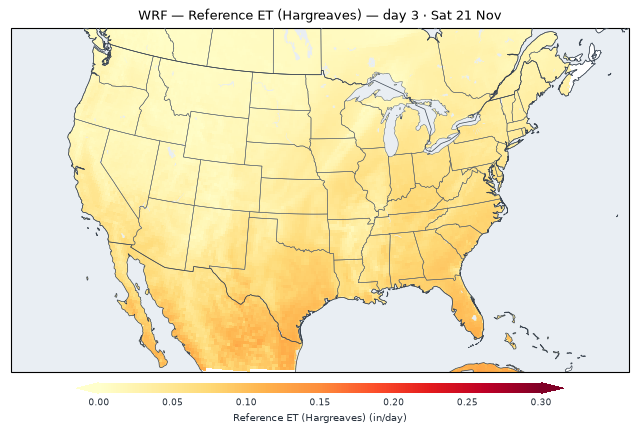 WRF — Reference ET (Hargreaves) — day 3 · Sat 21 Nov
0.00 0.05 0.10 0.15 0.20 0.25 0.30
Reference ET (Hargreaves) (in/day)